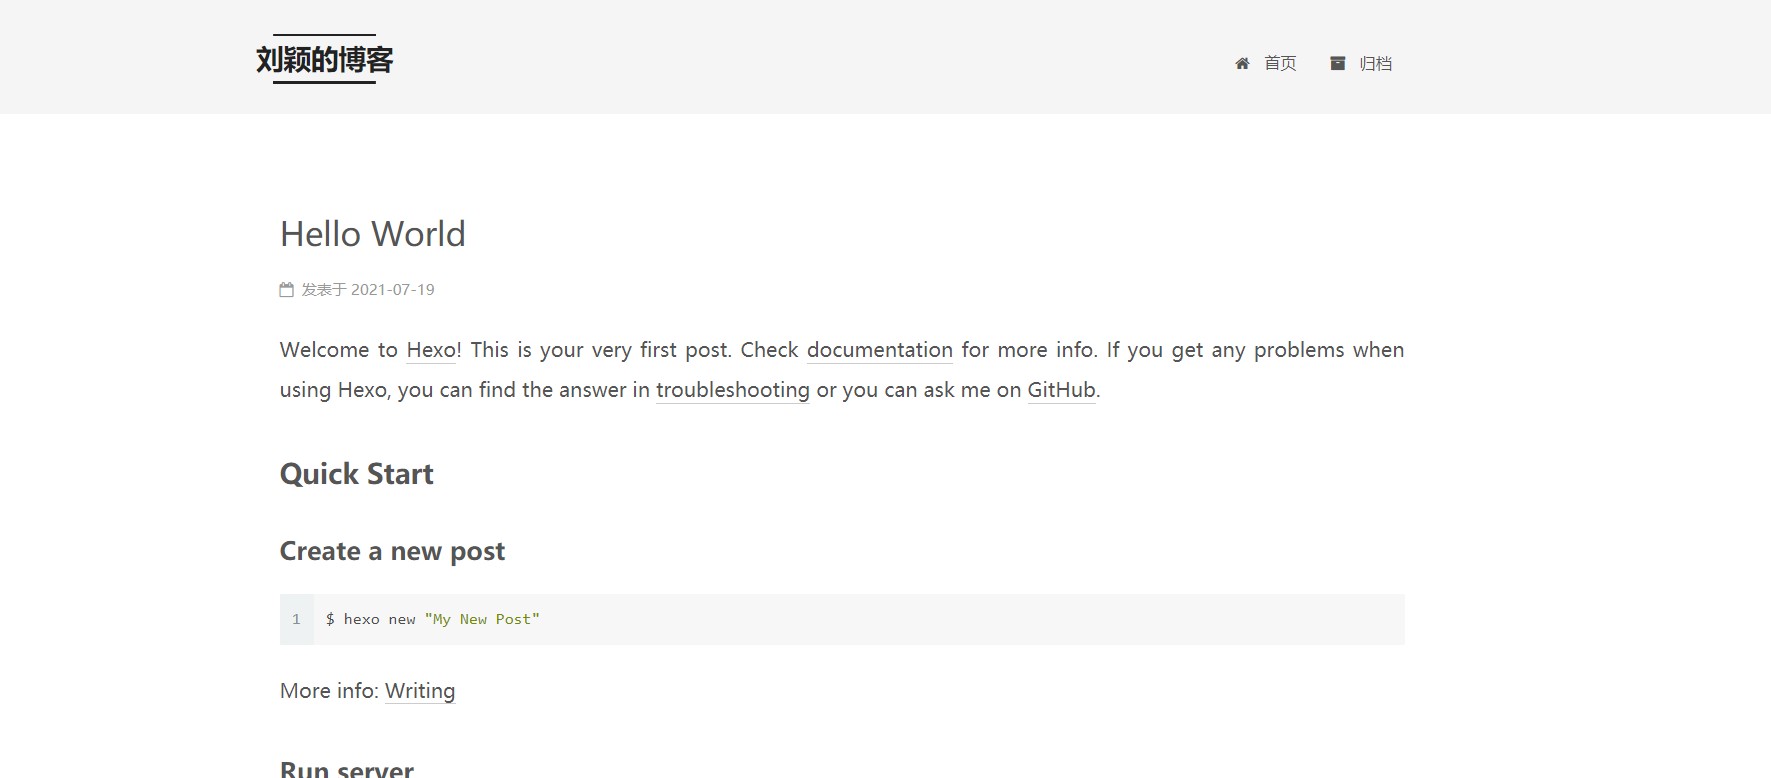 刘颖的博客
首页
归档
Hello World
发表于 2021-07-19
Welcome to Hexo! This is your very first post. Check documentation for more info. If you get any problems when
using Hexo, you can find the answer in troubleshooting or you can ask me on GitHub.
Quick Start
Create a new post
1 $ hexo new "My New Post"
More info: Writing
Run server